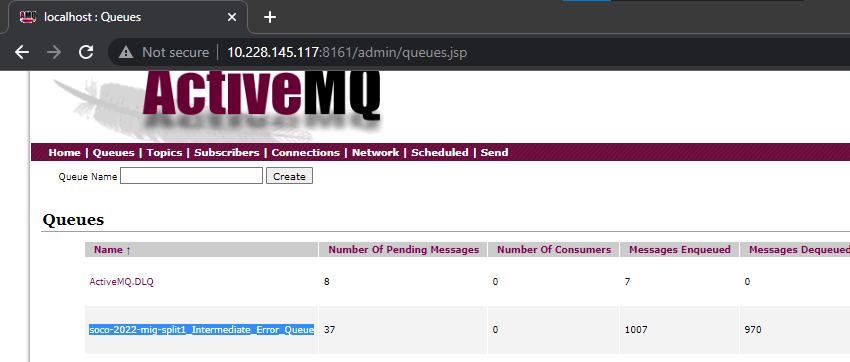 localhost : Queues
Not secure 10.228.145.117:8161/admin/queues.jsp
ActiveMQ
Home | Queues | Topics | Subscribers | Connections | Network | Scheduled | Send
Queue Name Create
Queues
Name ↑ Number Of Pending Messages Number Of Consumers Messages Enqueued Messages Dequeued
ActiveMQ.DLQ 8 0 7 0
soco-2022-mig-split1_Intermediate_Error_Queue 37 0 1007 970